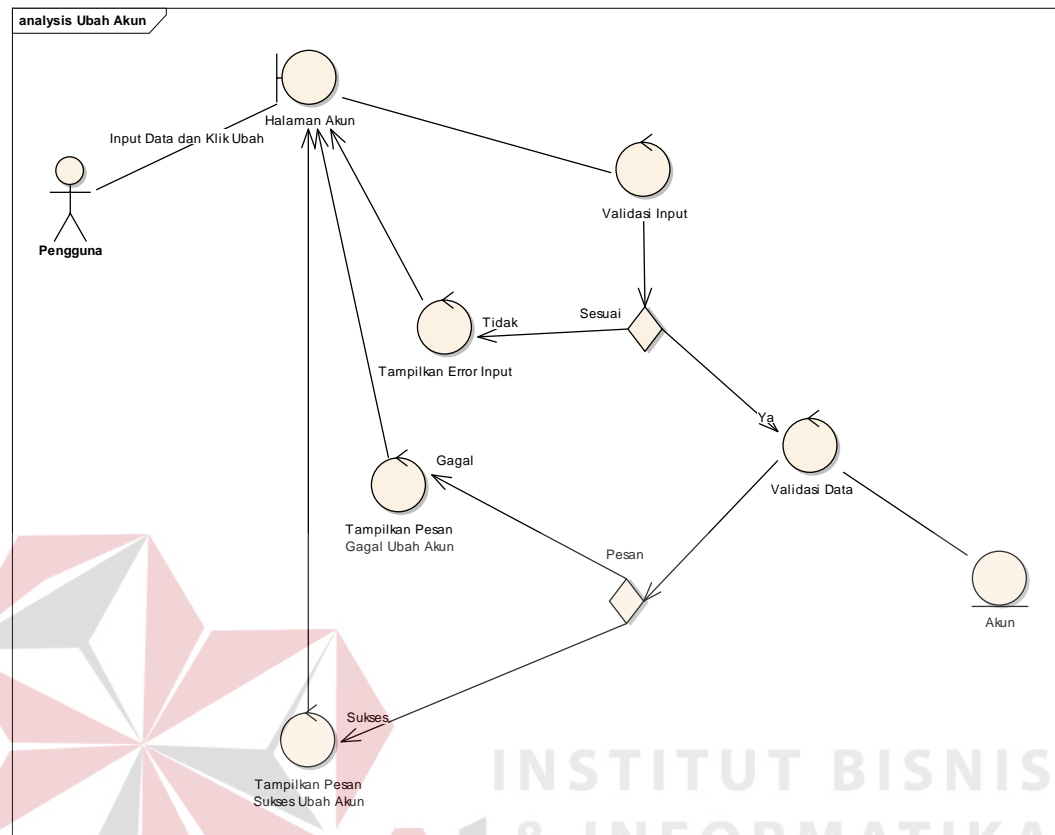 analysis Ubah Akun
Halaman Akun
Input Data dan Klik Ubah
Pengguna
Validasi Input
Sesuai
Tidak
Tampilkan Error Input
Ya
Validasi Data
Gagal
Tampilkan Pesan
Gagal Ubah Akun
Pesan
Akun
Sukses
Tampilkan Pesan
Sukses Ubah Akun
INSTITUT BISNIS
& INFORMATIKA